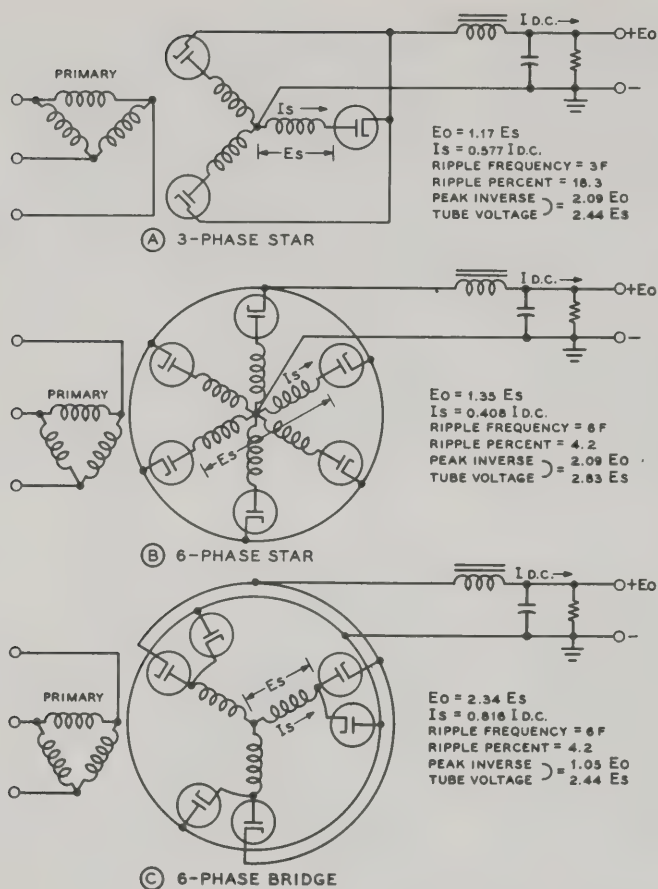 I D.C.→
+EO
PRIMARY
IS →
ES
−
EO = 1.17 ES
IS = 0.577 I D.C.
RIPPLE FREQUENCY = 3F
RIPPLE PERCENT = 18.3
PEAK INVERSE } = 2.09 EO
TUBE VOLTAGE } = 2.44 ES
A 3-PHASE STAR
I D.C.→
+EO
IS
PRIMARY
ES
−
EO = 1.35 ES
IS = 0.408 I D.C.
RIPPLE FREQUENCY = 6F
RIPPLE PERCENT = 4.2
PEAK INVERSE } = 2.09 EO
TUBE VOLTAGE } = 2.83 ES
B 6-PHASE STAR
I D.C.→
+EO
−
ES
PRIMARY
IS
EO = 2.34 ES
IS = 0.816 I D.C.
RIPPLE FREQUENCY = 6F
RIPPLE PERCENT = 4.2
PEAK INVERSE } = 1.05 EO
TUBE VOLTAGE } = 2.44 ES
C 6-PHASE BRIDGE